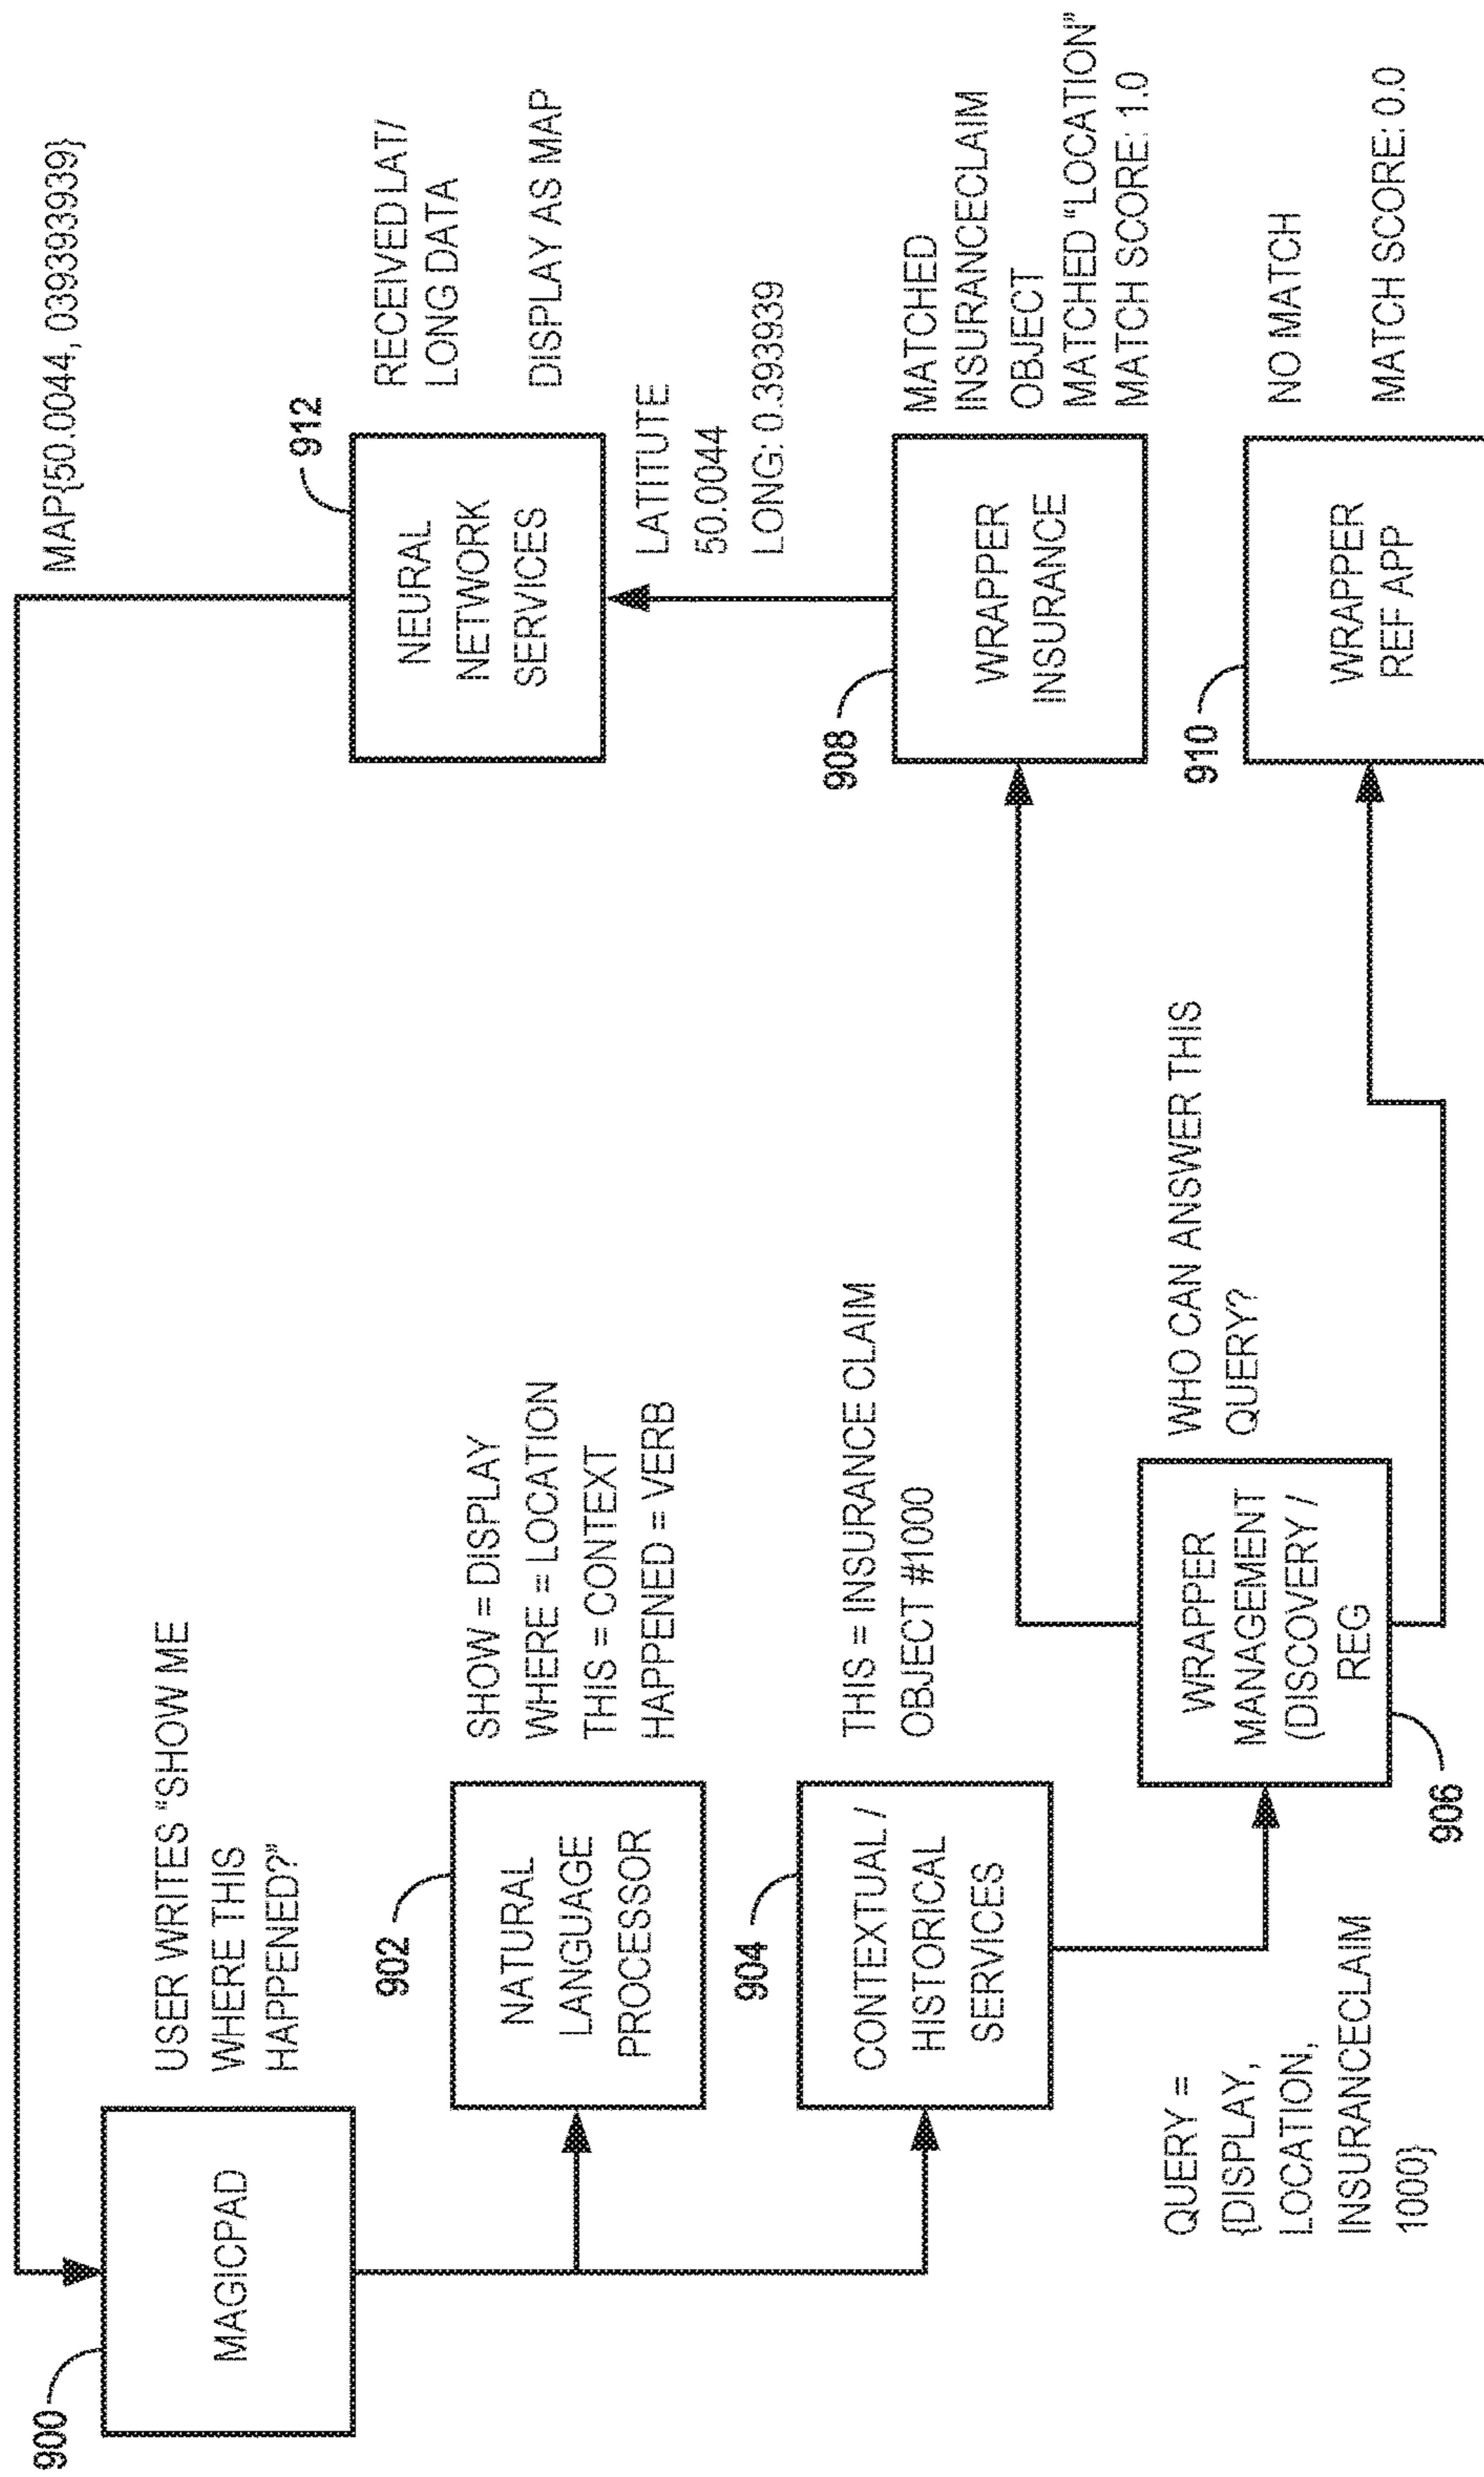 900
MAGICPAD
USER WRITES "SHOW ME
WHERE THIS
HAPPENED?"
902
NATURAL
LANGUAGE
PROCESSOR
SHOW = DISPLAY
WHERE = LOCATION
THIS = CONTEXT
HAPPENED = VERB
904
CONTEXTUAL /
HISTORICAL
SERVICES
THIS = INSURANCE CLAIM
OBJECT #1000
QUERY =
{DISPLAY,
LOCATION,
INSURANCECLAIM
1000}
906
WRAPPER
MANAGEMENT
(DISCOVERY /
REG
WHO CAN ANSWER THIS
QUERY?
MAP{50.0044, 039393939}
912
NEURAL
NETWORK
SERVICES
RECEIVED LAT/
LONG DATA
DISPLAY AS MAP
LATITUTE
50.0044
LONG: 0.393939
908
WRAPPER
INSURANCE
MATCHED
INSURANCECLAIM
OBJECT
MATCHED "LOCATION"
MATCH SCORE: 1.0
910
WRAPPER
REF APP
NO MATCH
MATCH SCORE: 0.0